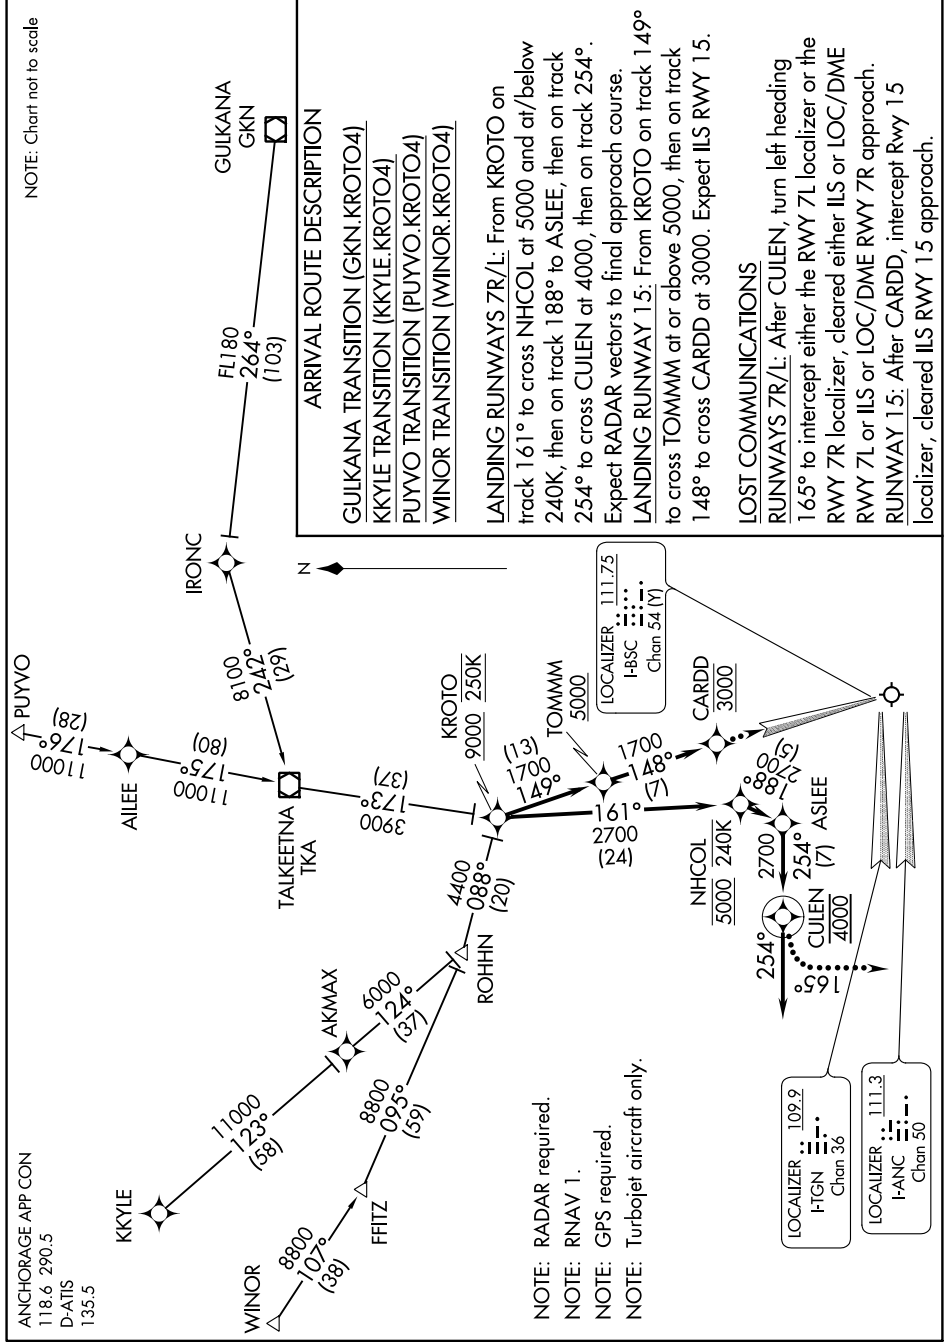 ANCHORAGE APP CON
118.6 290.5
D-ATIS
135.5
NOTE: Chart not to scale
PUYVO
11000
176°
(28)
AILEE
11000
175°
(80)
TALKEETNA
TKA
IRONC
8100
242°
(29)
GULKANA
GKN
FL180
264°
(103)
3900
173°
(37)
KKYLE
11000
123°
(58)
AKMAX
6000
124°
(37)
WINOR
8800
107°
(38)
FFITZ
8800
095°
(59)
ROHHN
4400
088°
(20)
KROTO
9000 250K
N
(13)
1700
149°
TOMMM
5000
1700
148°
(7)
CARDD
3000
161°
2700
(24)
NHCOL
5000 240K
188°
2700
(5)
ASLEE
2700
254°
(7)
CULEN
4000
254°
165°
LOCALIZER 111.75
I-BSC
Chan 54 (Y)
LOCALIZER 109.9
I-TGN
Chan 36
LOCALIZER 111.3
I-ANC
Chan 50
NOTE: RADAR required.
NOTE: RNAV 1.
NOTE: GPS required.
NOTE: Turbojet aircraft only.
ARRIVAL ROUTE DESCRIPTION
GULKANA TRANSITION (GKN.KROTO4)
KKYLE TRANSITION (KKYLE.KROTO4)
PUYVO TRANSITION (PUYVO.KROTO4)
WINOR TRANSITION (WINOR.KROTO4)
LANDING RUNWAYS 7R/L: From KROTO on
track 161° to cross NHCOL at 5000 and at/below
240K, then on track 188° to ASLEE, then on track
254° to cross CULEN at 4000, then on track 254°.
Expect RADAR vectors to final approach course.
LANDING RUNWAY 15: From KROTO on track 149°
to cross TOMMM at or above 5000, then on track
148° to cross CARDD at 3000. Expect ILS RWY 15.
LOST COMMUNICATIONS
RUNWAYS 7R/L: After CULEN, turn left heading
165° to intercept either the RWY 7L localizer or the
RWY 7R localizer, cleared either ILS or LOC/DME
RWY 7L or ILS or LOC/DME RWY 7R approach.
RUNWAY 15: After CARDD, intercept Rwy 15
localizer, cleared ILS RWY 15 approach.